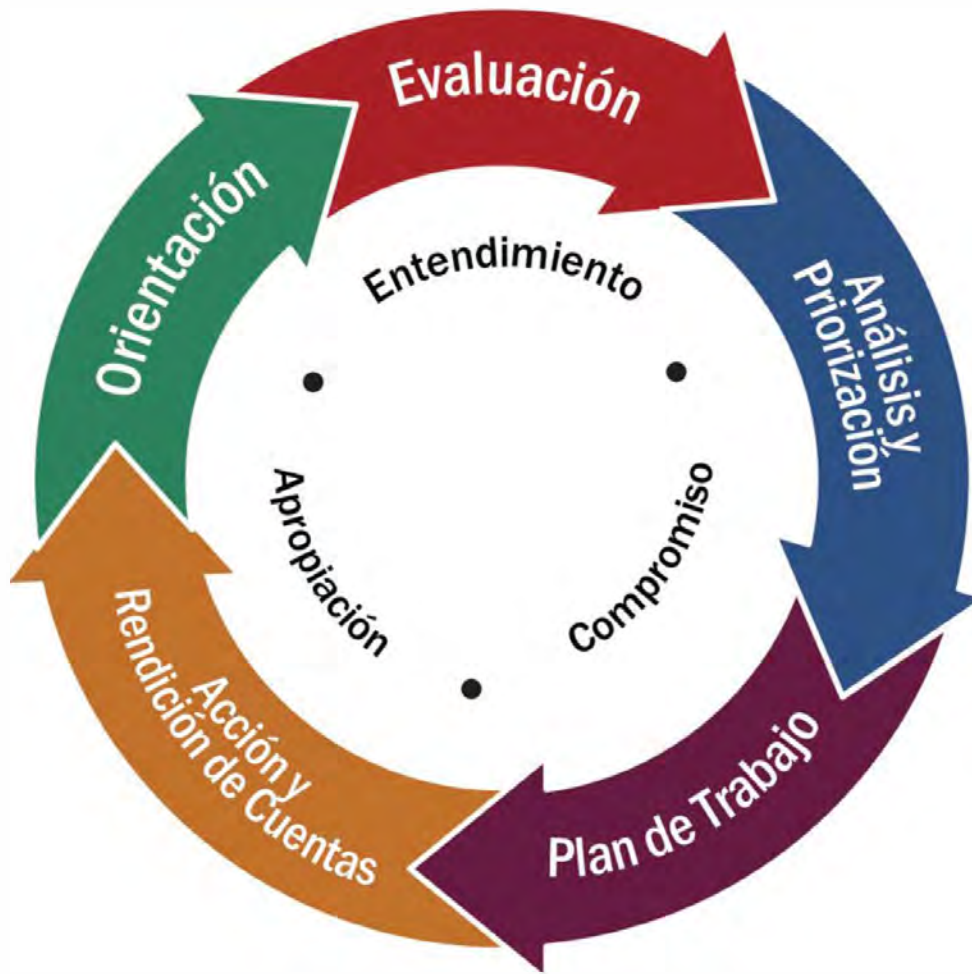 Evaluación
Análisis y
Priorización
Plan de Trabajo
Acción y
Rendición de Cuentas
Orientación
Entendimiento
Compromiso
Apropiación